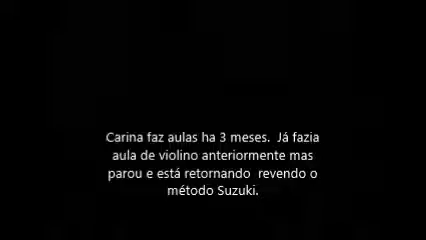 Carina faz aulas ha 3 meses.  Já fazia
aula de violino anteriormente mas
parou e está retornando  revendo o
método Suzuki.